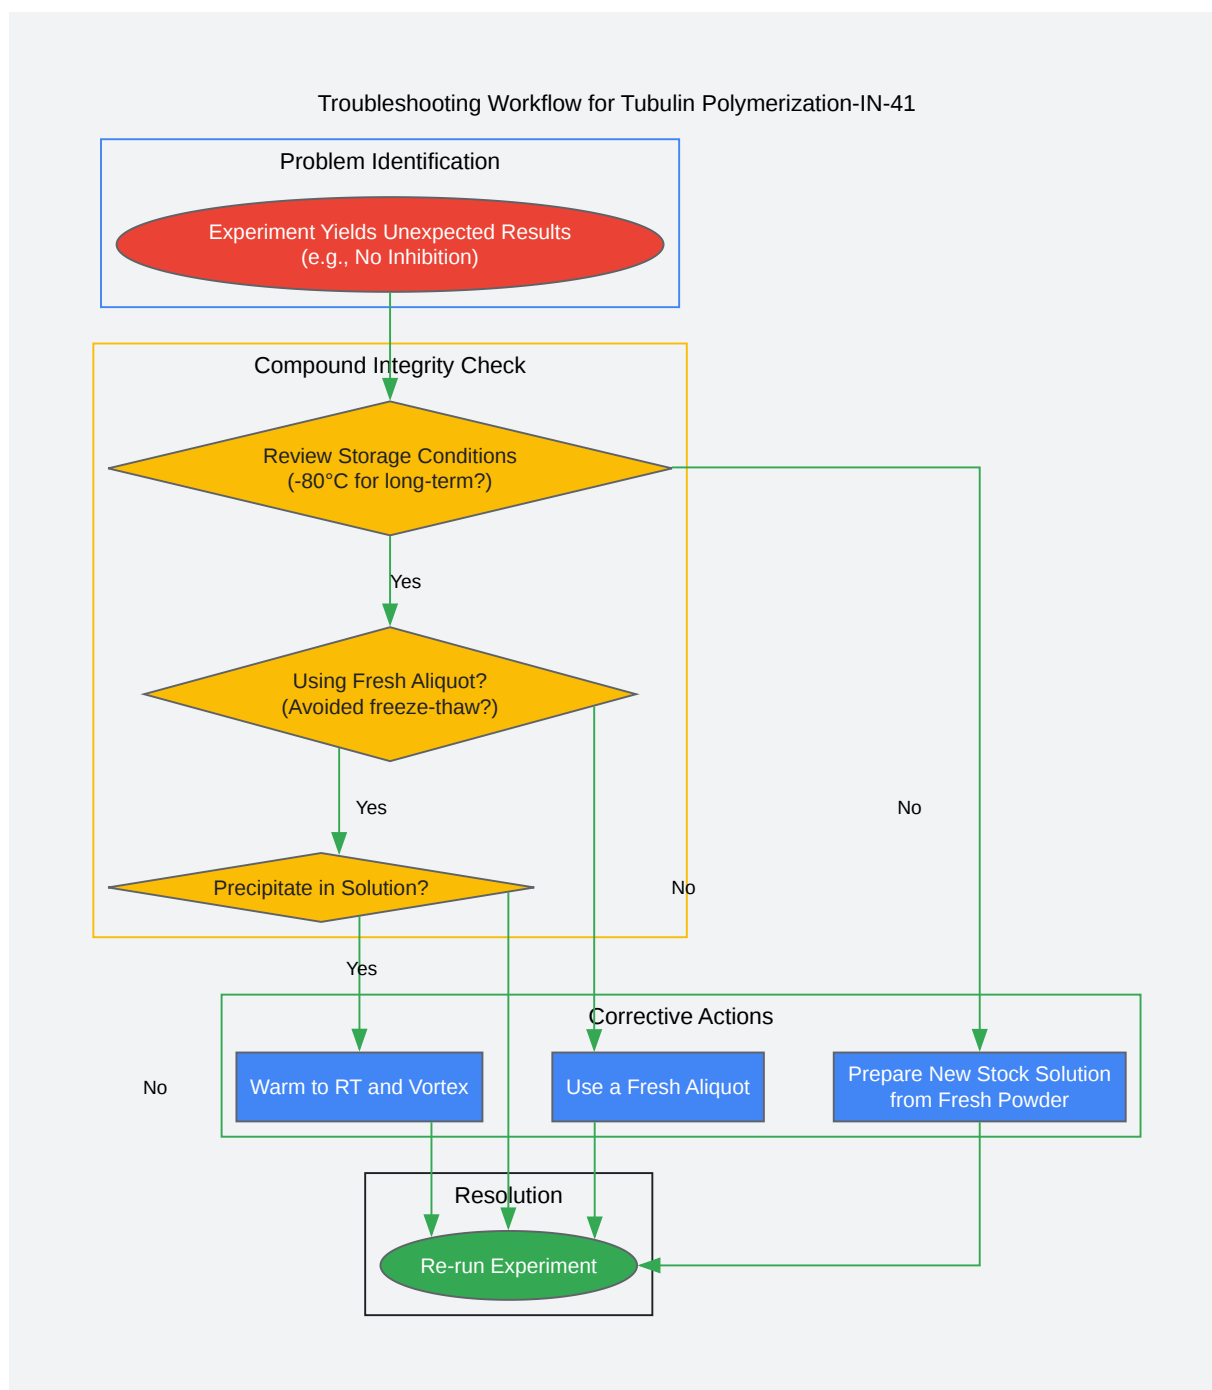 Troubleshooting Workflow for Tubulin Polymerization-IN-41
Problem Identification
Experiment Yields Unexpected Results
(e.g., No Inhibition)
Compound Integrity Check
Review Storage Conditions
(-80°C for long-term?)
Yes
Using Fresh Aliquot?
(Avoided freeze-thaw?)
Yes
No
Precipitate in Solution?
No
Yes
Corrective Actions
Warm to RT and Vortex
Use a Fresh Aliquot
Prepare New Stock Solution
from Fresh Powder
No
Resolution
Re-run Experiment